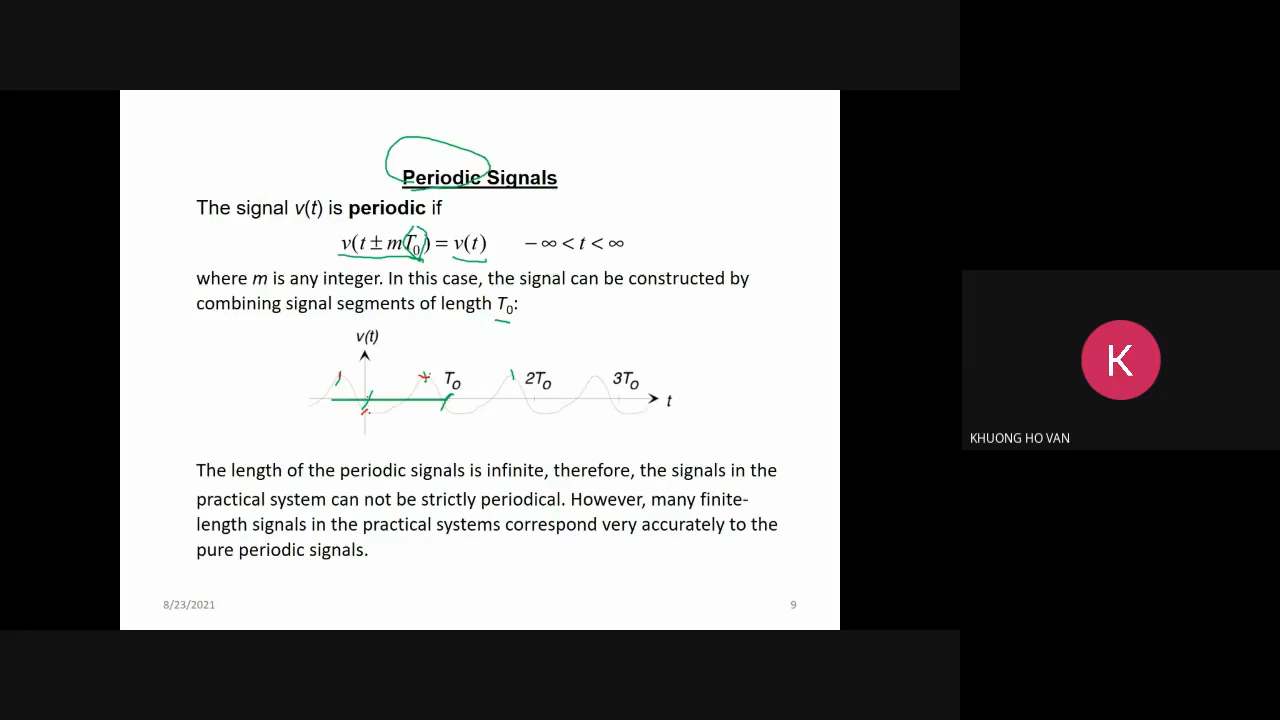 Periodic Signals
The signal v(t) is periodic if
v(t ± mT₀) = v(t)    − ∞ < t < ∞
where m is any integer. In this case, the signal can be constructed by
combining signal segments of length T₀:
v(t)
T₀ 2T₀ 3T₀
t
The length of the periodic signals is infinite, therefore, the signals in the
practical system can not be strictly periodical. However, many finite-
length signals in the practical systems correspond very accurately to the
pure periodic signals.
8/23/2021 9
K
KHUONG HO VAN